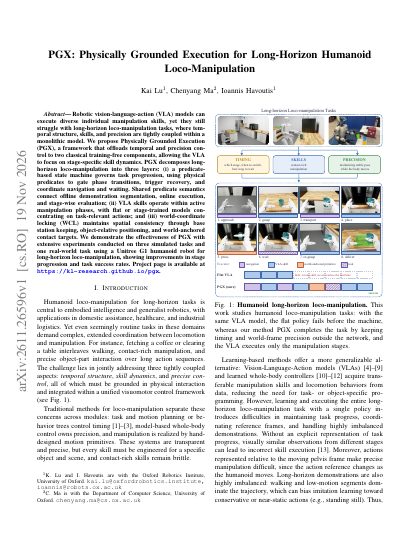 PGX: Physically Grounded Execution for Long-Horizon Humanoid
Loco-Manipulation
Kai Lu1, Chenyang Ma2, Ioannis Havoutis1
Abstract—Robotic vision-language-action (VLA) models can
execute diverse individual manipulation skills, yet they still
struggle with long-horizon loco-manipulation tasks, where tem-
poral structure, skills, and precision are tightly coupled within a
monolithic model. We propose Physically Grounded Execution
(PGX), a framework that offloads temporal and precision control
to two classical training-free components, allowing the VLA
to focus on stage-specific skill dynamics. PGX decomposes
long-horizon loco-manipulation into three layers: (i) a predicate-
based state machine governs task progression, using physical
predicates to gate phase transitions, trigger recovery, and
coordinate navigation and waiting. Shared predicate semantics
connect offline demonstration segmentation, online execution,
and stage-wise evaluation; (ii) VLA skills operate within active
manipulation phases, with flat or stage-trained models con-
centrating on task-relevant actions; and (iii) world-coordinate
locking (WCL) maintains spatial consistency through base
station keeping, object-relative positioning, and world-anchored
contact targets. We demonstrate the effectiveness of PGX with
extensive experiments conducted on three simulated tasks and
one real-world task using a Unitree G1 humanoid robot for
long-horizon loco-manipulation, showing improvements in stage
progression and task success rates. Project page is available at
https://kl-research.github.io/pgx.
I. INTRODUCTION
Humanoid loco-manipulation for long-horizon tasks is
central to embodied intelligence and generalist robotics, with
applications in domestic assistance, healthcare, and industrial
logistics. Yet even seemingly routine tasks in these domains
demand complex, extended coordination between locomotion
and manipulation. For instance, fetching a coffee or clearing
a table interleaves walking, contact-rich manipulation, and
precise object-pair interaction over long action sequences.
The challenge lies in jointly addressing three tightly coupled
aspects: temporal structure, skill dynamics, and precise con-
trol, all of which must be grounded in physical interaction
and integrated within a unified visuomotor control framework
(see Fig. 1).
Traditional methods for loco-manipulation separate these
concerns across modules: task and motion planning or be-
havior trees control timing [1]–[3], model-based whole-body
control owns precision, and manipulation is realized by hand-
designed motion primitives. These systems are transparent
and precise, but every skill must be engineered for a specific
object and scene, and contact-rich skills remain brittle.
1K. Lu and I. Havoutis are with the Oxford Robotics Institute,
University of Oxford kai.lu@oxfordrobotics.institute,
ioannis@robots.ox.ac.uk
2C. Ma is with the Department of Computer Science, University of
Oxford. chenyang.ma@cs.ox.ac.uk
Long-horizon Loco-Manipulation Tasks
TIMING
SKILLS
PRECISION
Flat VLA
PGX (ours)
Fig. 1: Humanoid long-horizon loco-manipulation. This
work studies humanoid loco-manipulation tasks: with the
same VLA model, the flat policy fails before the machine,
whereas our method PGX completes the task by keeping
timing and world-frame precision outside the network, and
the VLA executes only the manipulation stages.
Learning-based methods offer a more generalizable al-
ternative: Vision-Language-Action models (VLAs) [4]–[9]
and learned whole-body controllers [10]–[12] acquire trans-
ferable manipulation skills and locomotion behaviors from
data, reducing the need for task- or object-specific pro-
gramming. However, learning and executing the entire long-
horizon loco-manipulation task with a single policy in-
troduces difficulties in maintaining task progress, coordi-
nating reference frames, and handling highly imbalanced
demonstrations. Without an explicit representation of task
progress, visually similar observations from different stages
can lead to incorrect skill execution [13]. Moreover, actions
represented relative to the moving pelvis frame make precise
manipulation difficult, since the action reference changes as
the humanoid moves. Long-horizon demonstrations are also
highly imbalanced: walking and low-motion segments dom-
inate the trajectory, which can bias imitation learning toward
conservative or near-static actions (e.g., standing still). Thus,
arXiv:2611.26596v1 [cs.RO] 19 Nov 2026